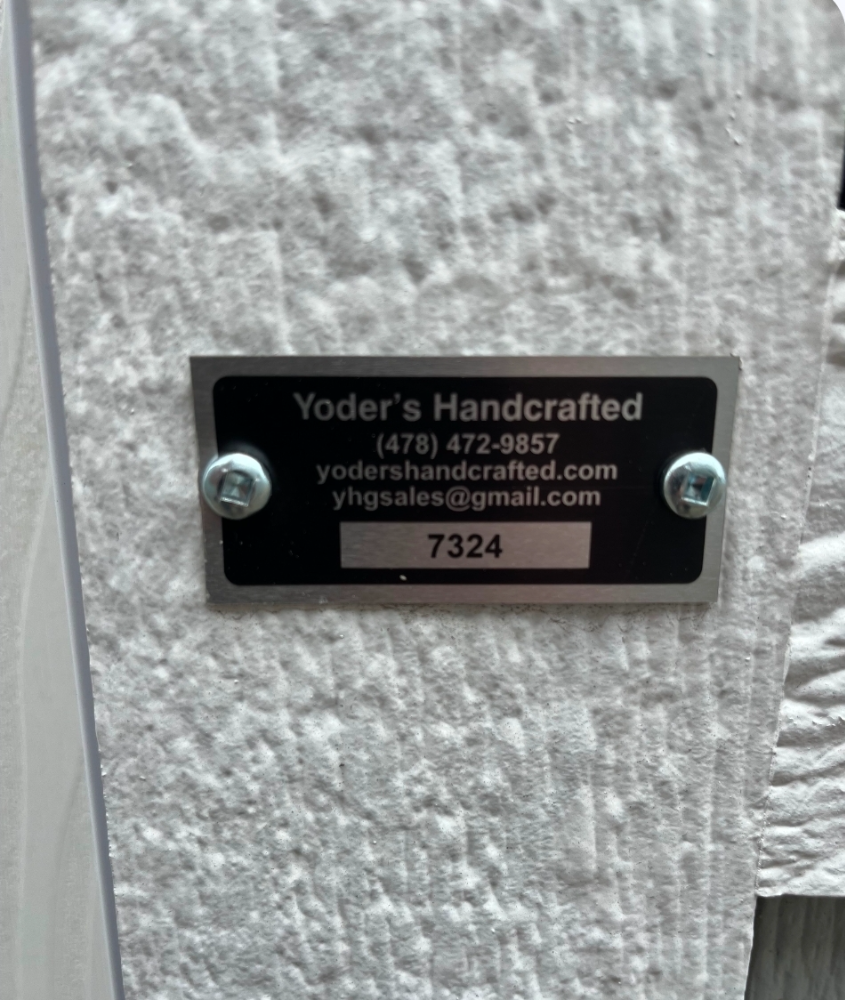 Yoder's Handcrafted
(478) 472-9857
yodershandcrafted.com
yhgsales@gmail.com
7324